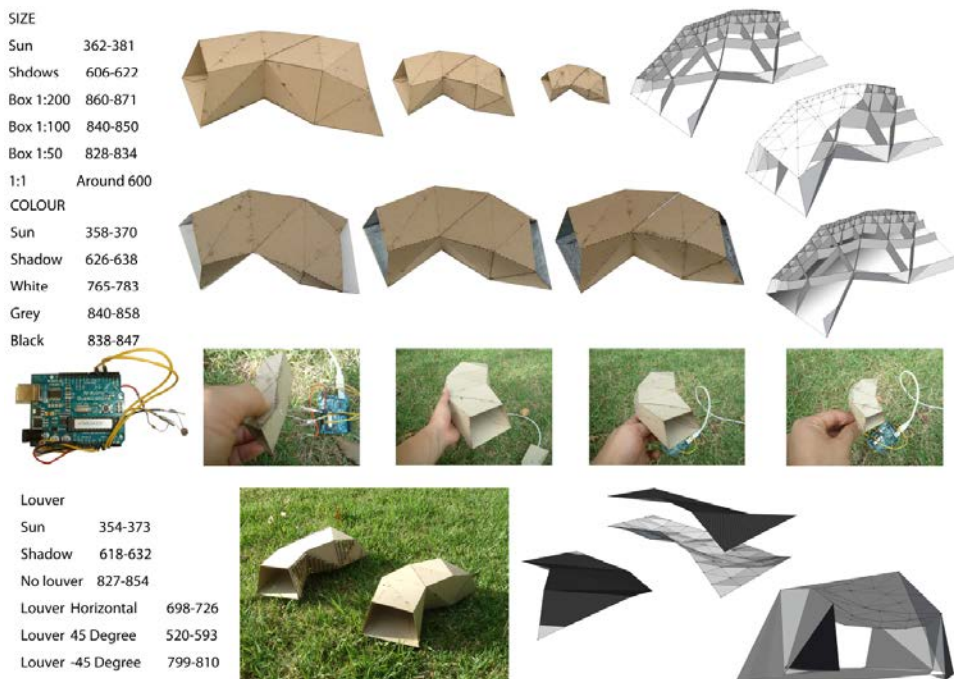 SIZE
Sun 362-381
Shdows 606-622
Box 1:200 860-871
Box 1:100 840-850
Box 1:50 828-834
1:1 Around 600
COLOUR
Sun 358-370
Shadow 626-638
White 765-783
Grey 840-858
Black 838-847
Louver
Sun 354-373
Shadow 618-632
No louver 827-854
Louver Horizontal 698-726
Louver 45 Degree 520-593
Louver -45 Degree 799-810